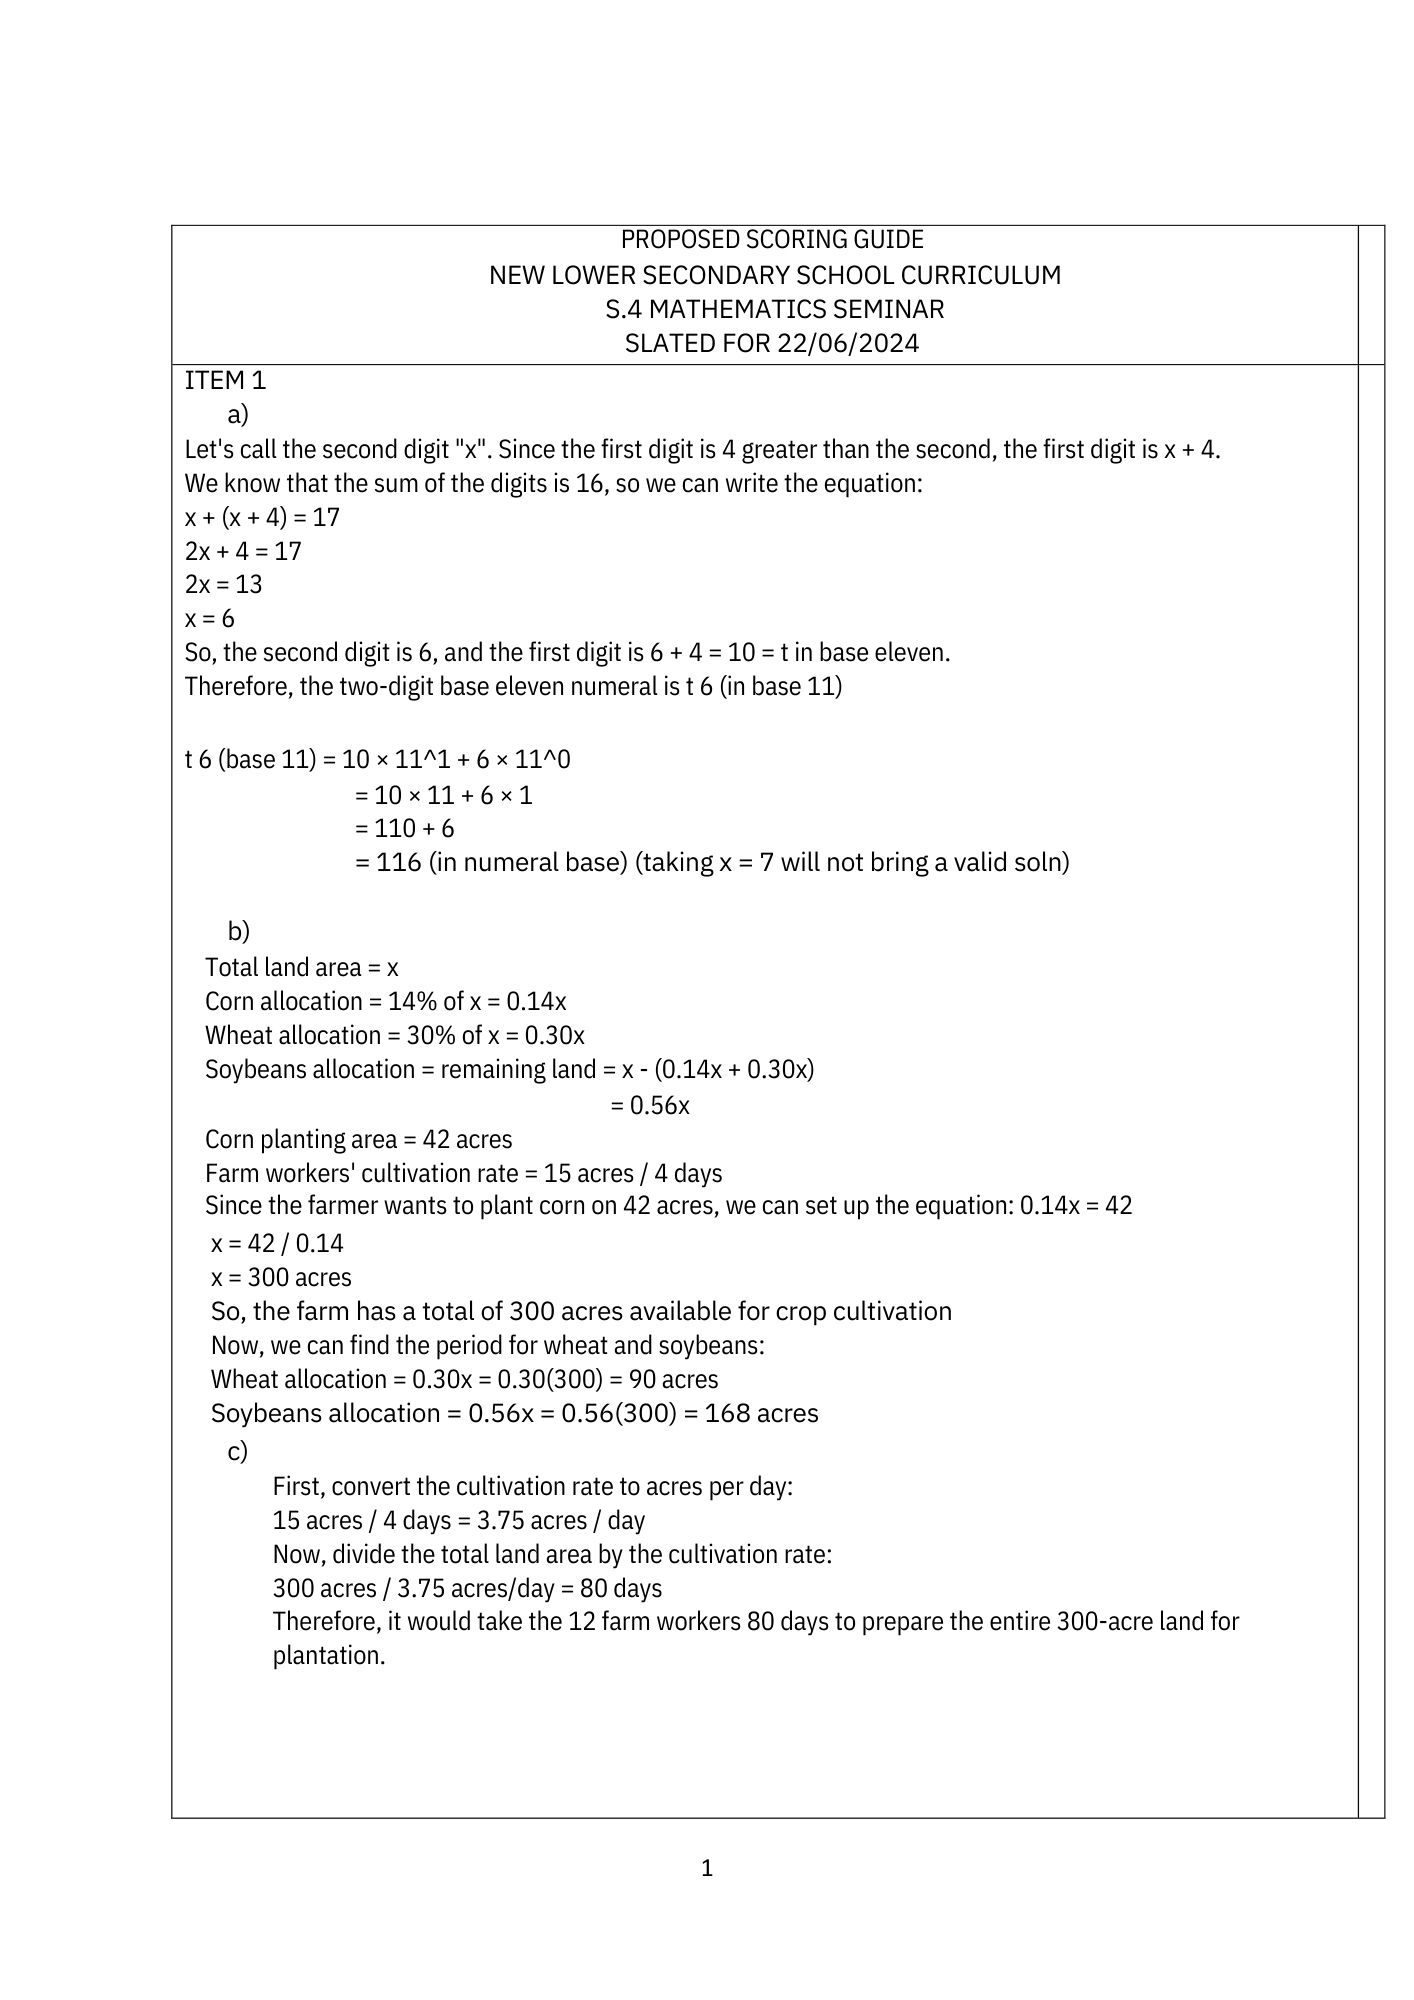 PROPOSED SCORING GUIDE
NEW LOWER SECONDARY SCHOOL CURRICULUM
S.4 MATHEMATICS SEMINAR
SLATED FOR 22/06/2024
ITEM 1
a)
Let's call the second digit "x". Since the first digit is 4 greater than the second, the first digit is x + 4.
We know that the sum of the digits is 16, so we can write the equation:
x + (x + 4) = 17
2x + 4 = 17
2x = 13
x = 6
So, the second digit is 6, and the first digit is 6 + 4 = 10 = t in base eleven.
Therefore, the two-digit base eleven numeral is t 6 (in base 11)
t 6 (base 11) = 10 × 11^1 + 6 × 11^0
= 10 × 11 + 6 × 1
= 110 + 6
= 116 (in numeral base) (taking x = 7 will not bring a valid soln)
b)
Total land area = x
Corn allocation = 14% of x = 0.14x
Wheat allocation = 30% of x = 0.30x
Soybeans allocation = remaining land = x - (0.14x + 0.30x)
= 0.56x
Corn planting area = 42 acres
Farm workers' cultivation rate = 15 acres / 4 days
Since the farmer wants to plant corn on 42 acres, we can set up the equation: 0.14x = 42
x = 42 / 0.14
x = 300 acres
So, the farm has a total of 300 acres available for crop cultivation
Now, we can find the period for wheat and soybeans:
Wheat allocation = 0.30x = 0.30(300) = 90 acres
Soybeans allocation = 0.56x = 0.56(300) = 168 acres
c)
First, convert the cultivation rate to acres per day:
15 acres / 4 days = 3.75 acres / day
Now, divide the total land area by the cultivation rate:
300 acres / 3.75 acres/day = 80 days
Therefore, it would take the 12 farm workers 80 days to prepare the entire 300-acre land for
plantation.
1